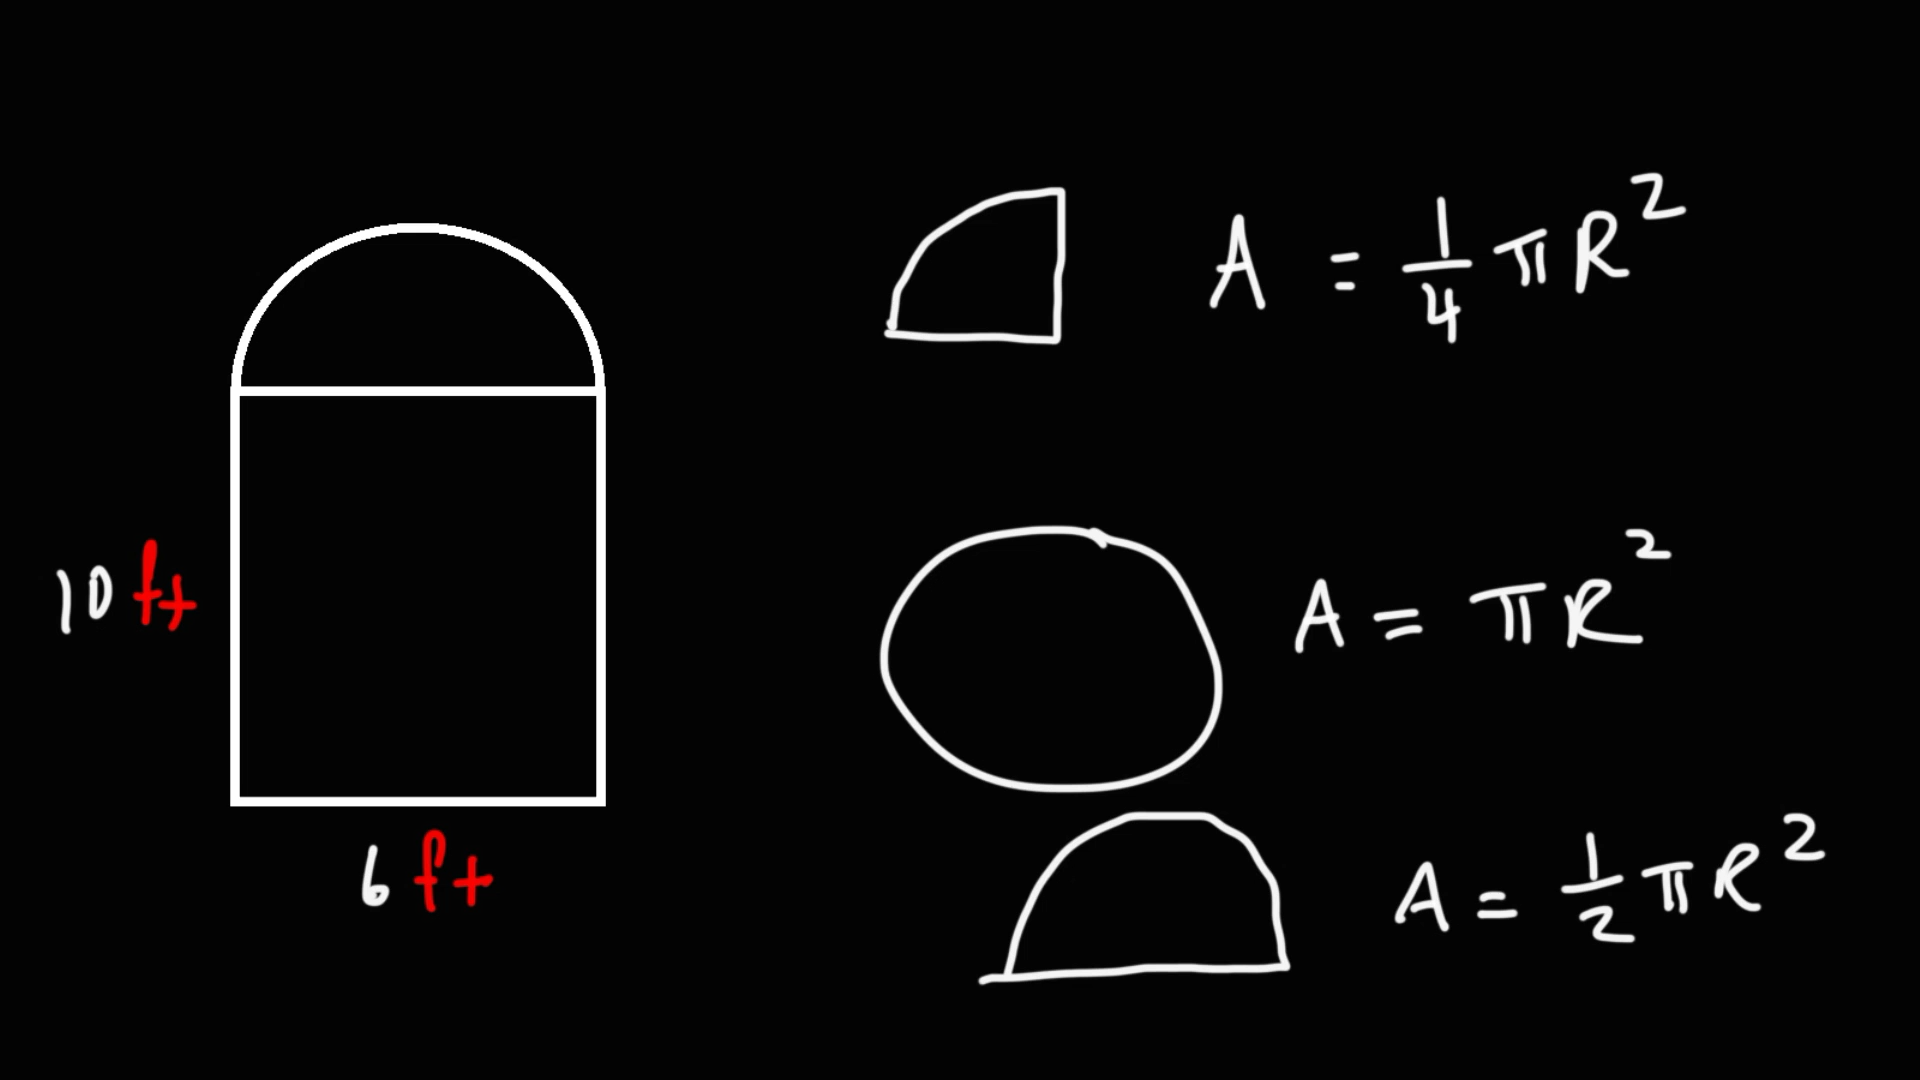 A = 1/4 πR²
10 ft
A = πR²
6 ft
A = 1/2 πR²